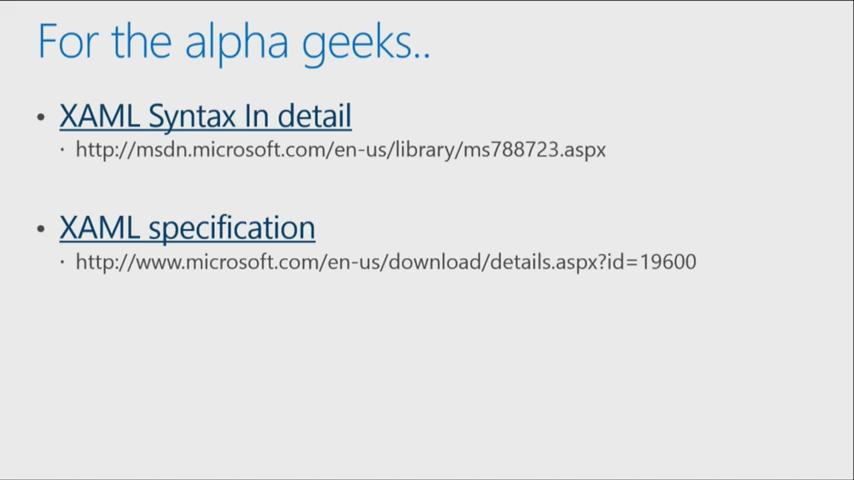 For the alpha geeks..
• XAML Syntax In detail
· http://msdn.microsoft.com/en-us/library/ms788723.aspx
• XAML specification
· http://www.microsoft.com/en-us/download/details.aspx?id=19600